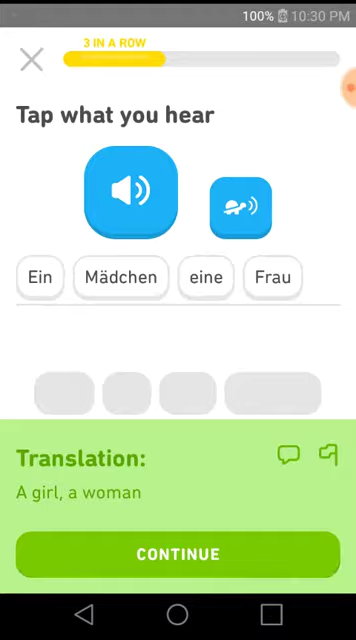 100% 10:30 PM
3 IN A ROW
Tap what you hear
Ein Mädchen eine Frau
Translation:
A girl, a woman
CONTINUE